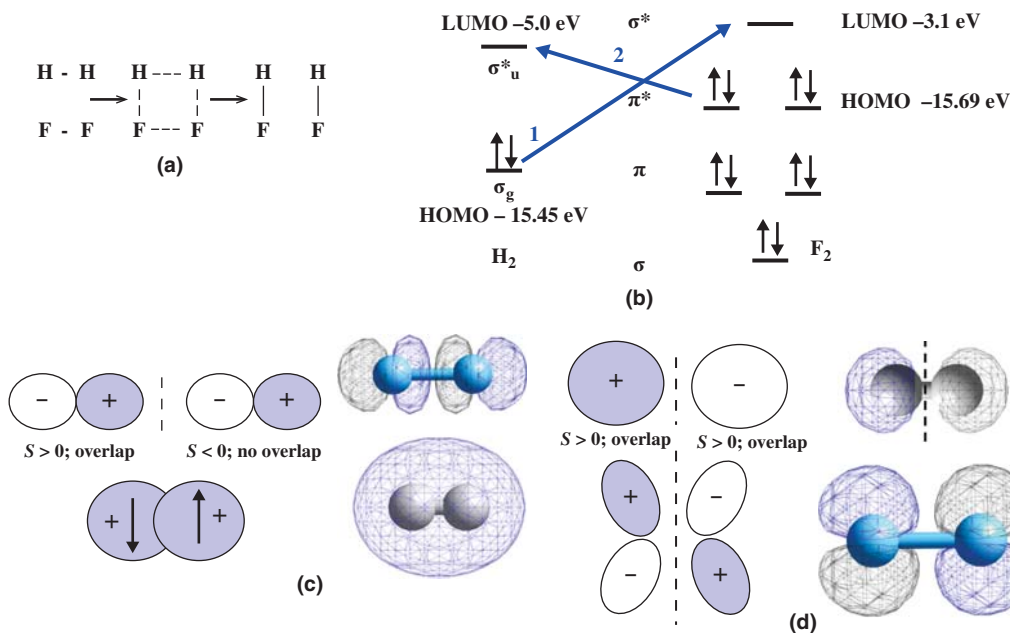 H - H H --- H H H
F - F F --- F F F
(a)
LUMO –5.0 eV σ* LUMO –3.1 eV
σ*u 2
π* HOMO –15.69 eV
1
σg π
HOMO – 15.45 eV
H2 σ F2
(b)
– + – +
S > 0; overlap S < 0; no overlap
+ +
(c)
+ –
S > 0; overlap S > 0; overlap
+ –
– +
(d)